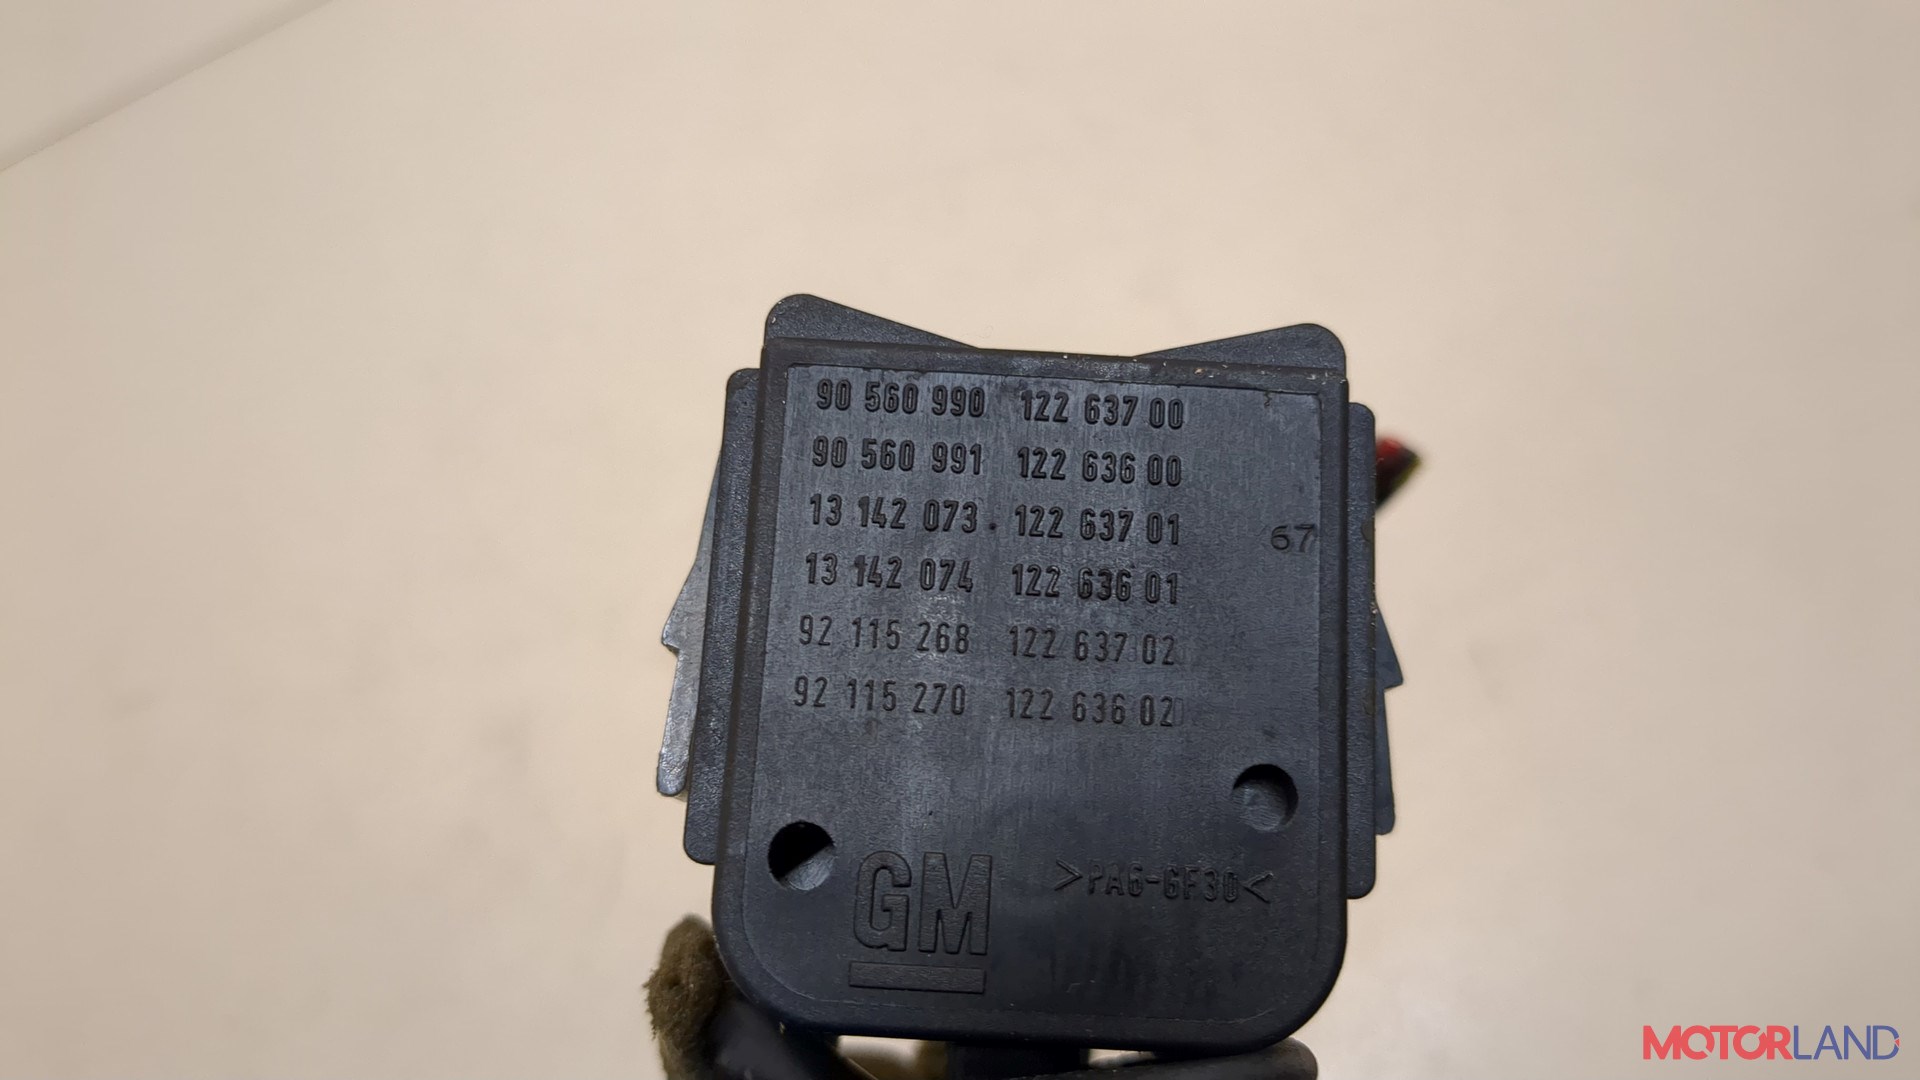 90 560 990 122 637 00
90 560 991 122 636 00
13 142 073 . 122 637 01
13 142 074 122 636 01
67
92 115 268 122 637 02
92 115 270 122 636 02
GM
>PA6-GF30<
MOTORLAND